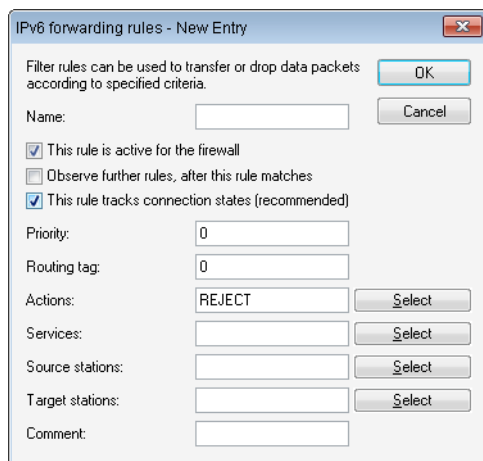 IPv6 forwarding rules - New Entry
Filter rules can be used to transfer or drop data packets
according to specified criteria.
OK
Cancel
Name:
This rule is active for the firewall
Observe further rules, after this rule matches
This rule tracks connection states (recommended)
Priority: 0
Routing tag: 0
Actions: REJECT Select
Services: Select
Source stations: Select
Target stations: Select
Comment: